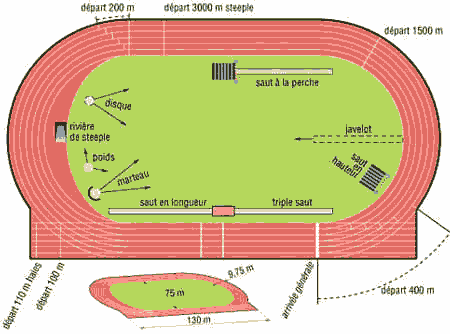 départ 200 m
départ 3000 m steeple
départ 1500 m
saut à la perche
disque
rivière
de steeple
javelot
poids
saut en
hauteur
marteau
saut en longueur
triple saut
départ 110 m haies
départ 100 m
arrivée générale
départ 400 m
9,75 m
75 m
130 m